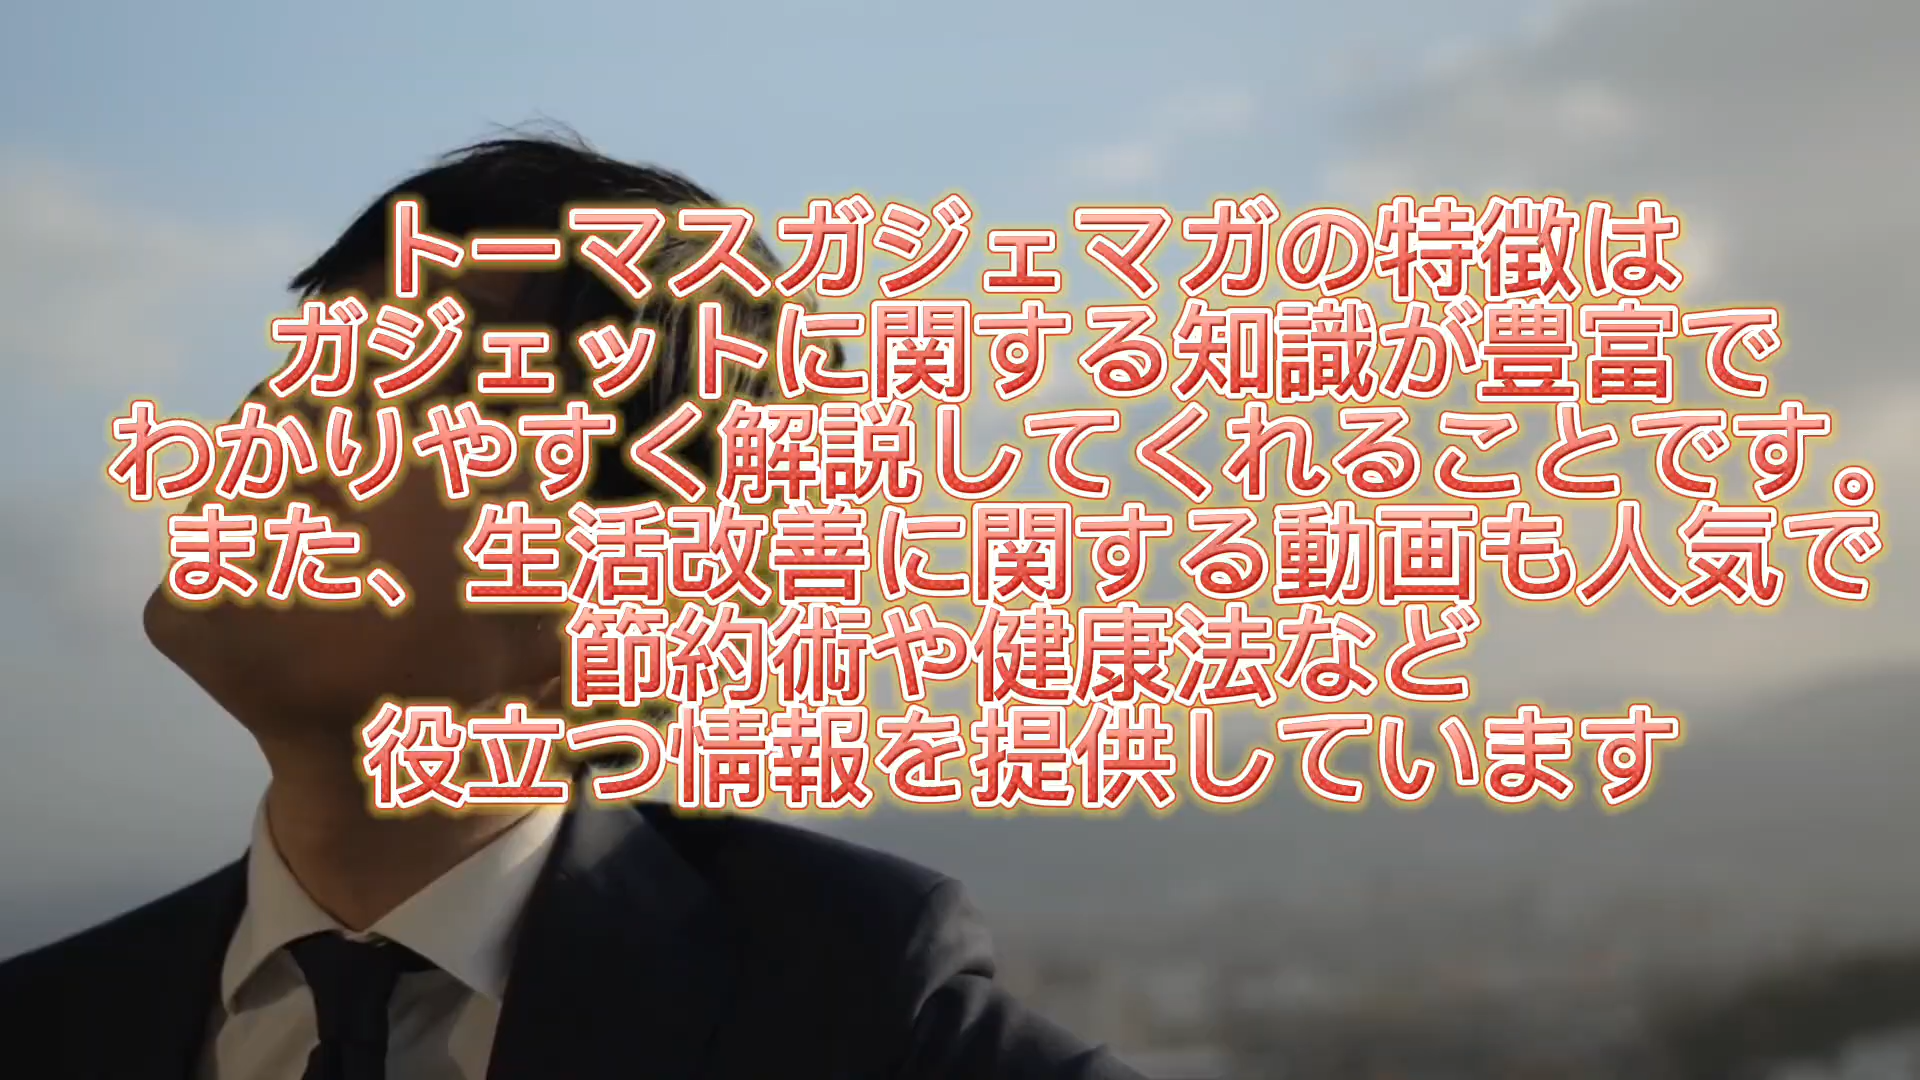 トーマスガジェマガの特徴は
ガジェットに関する知識が豊富で
わかりやすく解説してくれることです。
また、生活改善に関する動画も人気で
節約術や健康法など
役立つ情報を提供しています